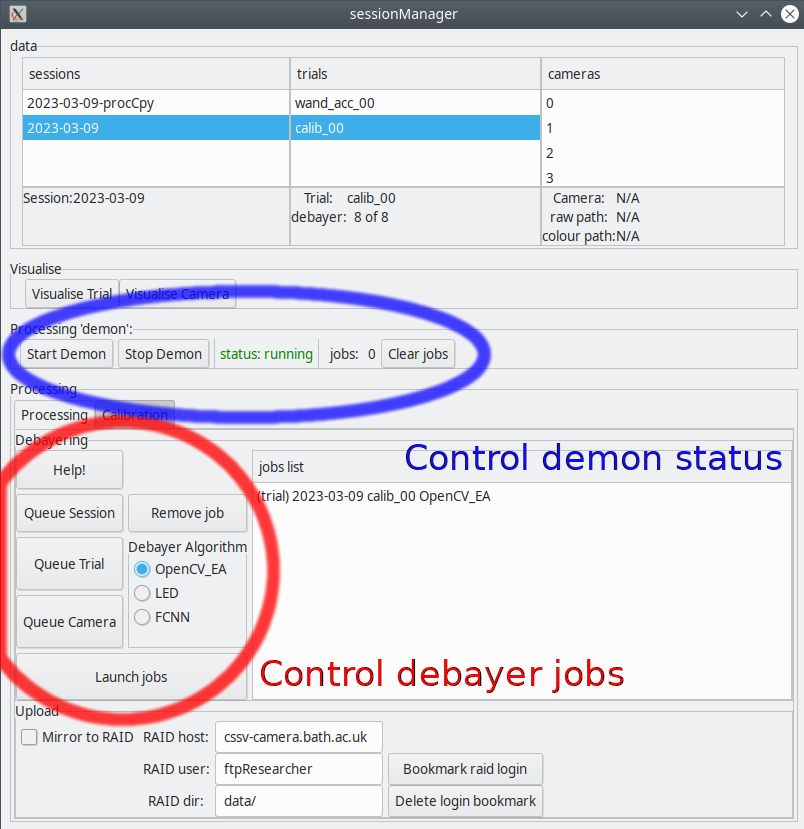 sessionManager
data
sessions trials cameras
2023-03-09-procCpy wand_acc_00 0
2023-03-09 calib_00 1
2
3
Session:2023-03-09 Trial: calib_00 Camera: N/A
debayer: 8 of 8 raw path: N/A
colour path:N/A
Visualise
Visualise Trial Visualise Camera
Processing 'demon':
Start Demon Stop Demon status: running jobs: 0 Clear jobs
Processing
Processing Calibration
Debayering
Control demon status
Help! jobs list
(trial) 2023-03-09 calib_00 OpenCV_EA
Queue Session Remove job
Debayer Algorithm
Queue Trial OpenCV_EA
LED
Queue Camera FCNN
Launch jobs Control debayer jobs
Upload
Mirror to RAID RAID host: cssv-camera.bath.ac.uk
RAID user: ftpResearcher Bookmark raid login
RAID dir: data/ Delete login bookmark